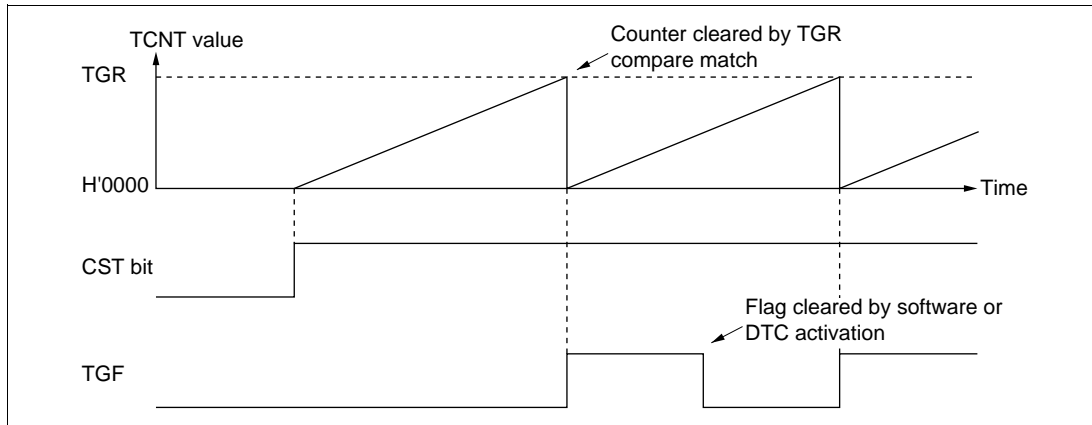 TCNT value
Counter cleared by TGR
compare match
TGR
H'0000
Time
CST bit
Flag cleared by software or
DTC activation
TGF